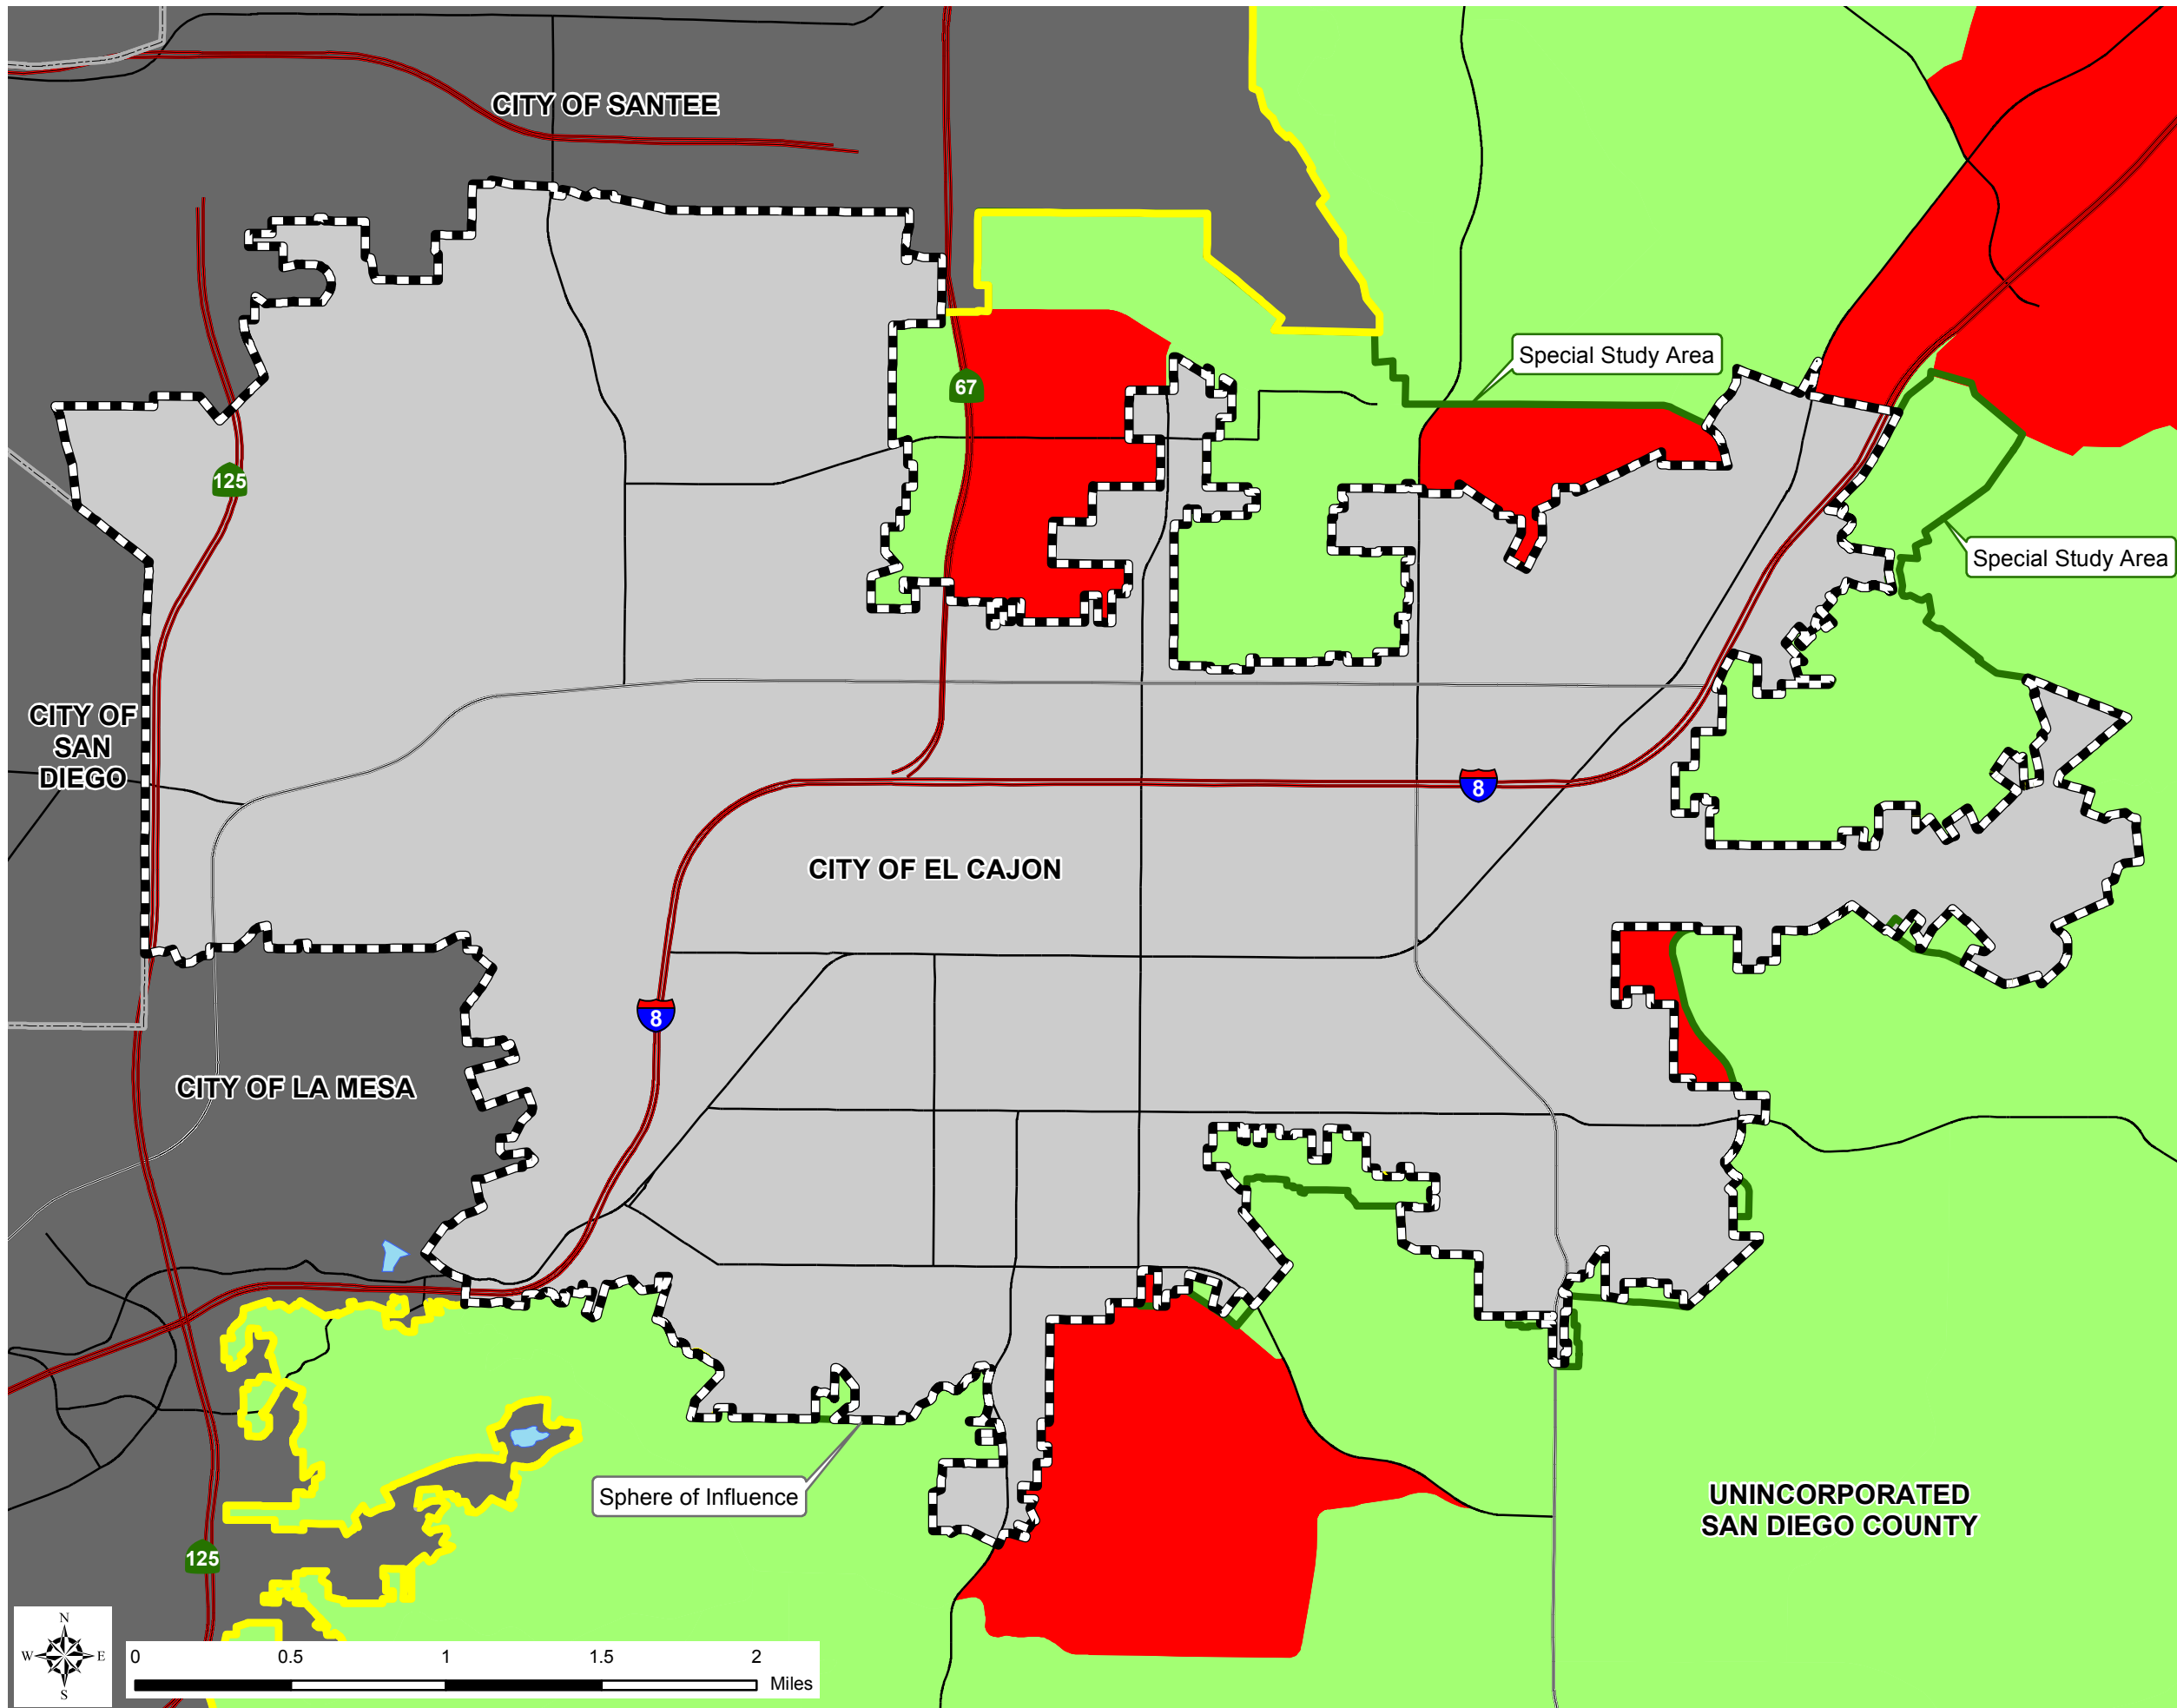 CITY OF SANTEE
Special Study Area
67
125
Special Study Area
CITY OF
SAN
DIEGO
8
CITY OF EL CAJON
8
CITY OF LA MESA
Sphere of Influence
UNINCORPORATED
SAN DIEGO COUNTY
125
N
W E
S
0 0.5 1 1.5 2
Miles